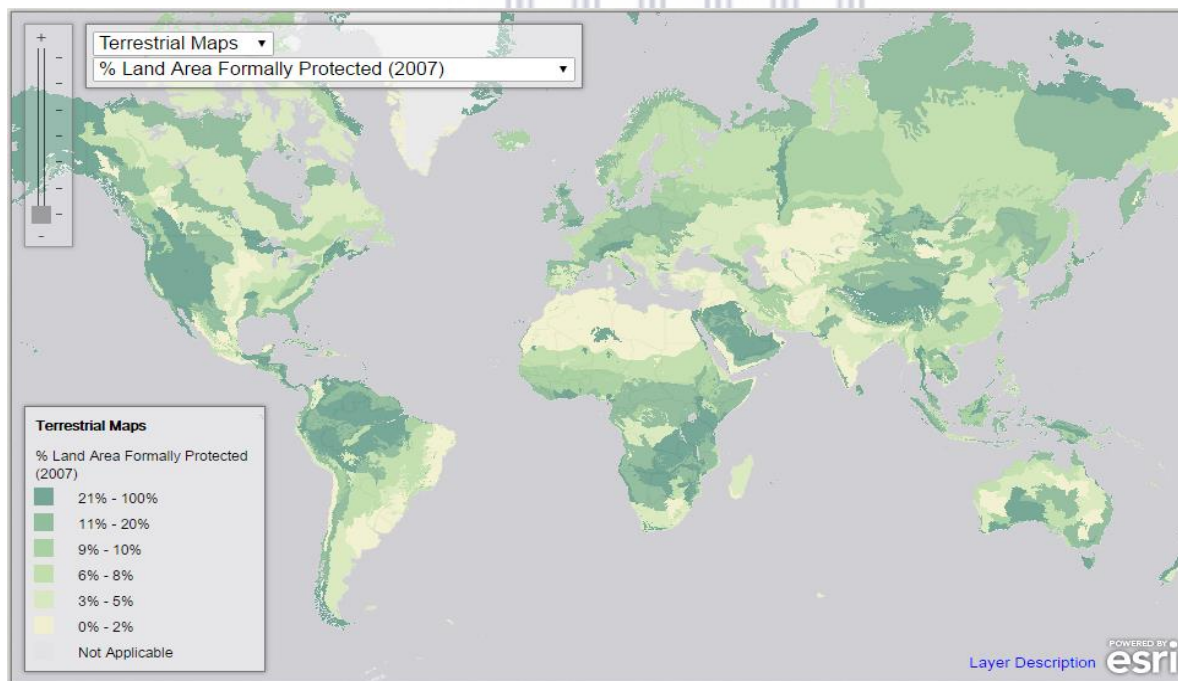 +
Terrestrial Maps
% Land Area Formally Protected (2007)
-
Terrestrial Maps
% Land Area Formally Protected
(2007)
21% - 100%
11% - 20%
9% - 10%
6% - 8%
3% - 5%
0% - 2%
Not Applicable
Layer Description
POWERED BY
esri